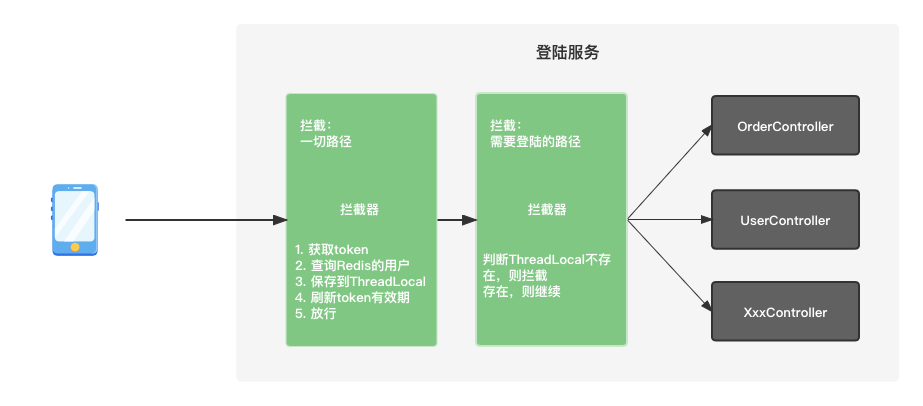 登陆服务
拦截：
一切路径
拦截器
1. 获取token
2. 查询Redis的用户
3. 保存到ThreadLocal
4. 刷新token有效期
5. 放行
拦截：
需要登陆的路径
拦截器
判断ThreadLocal不存
在，则拦截
存在，则继续
OrderController
UserController
XxxController